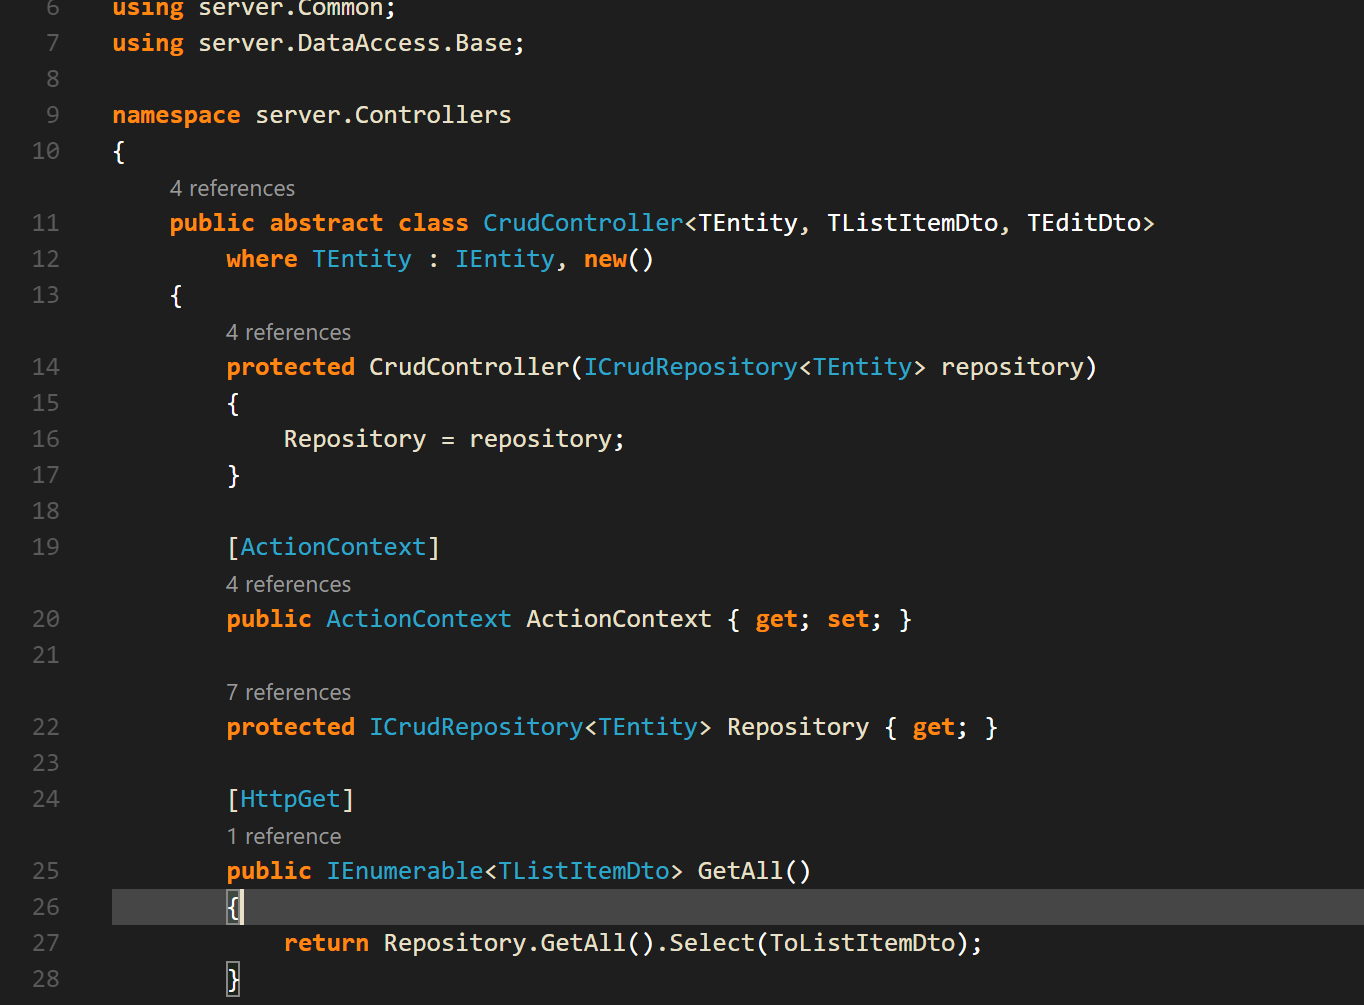 6 using server.Common;
7 using server.DataAccess.Base;
8
9 namespace server.Controllers
10 {
4 references
11 public abstract class CrudController<TEntity, TListItemDto, TEditDto>
12 where TEntity : IEntity, new()
13 {
4 references
14 protected CrudController(ICrudRepository<TEntity> repository)
15 {
16 Repository = repository;
17 }
18
19 [ActionContext]
4 references
20 public ActionContext ActionContext { get; set; }
21
7 references
22 protected ICrudRepository<TEntity> Repository { get; }
23
24 [HttpGet]
1 reference
25 public IEnumerable<TListItemDto> GetAll()
26 {
27 return Repository.GetAll().Select(ToListItemDto);
28 }